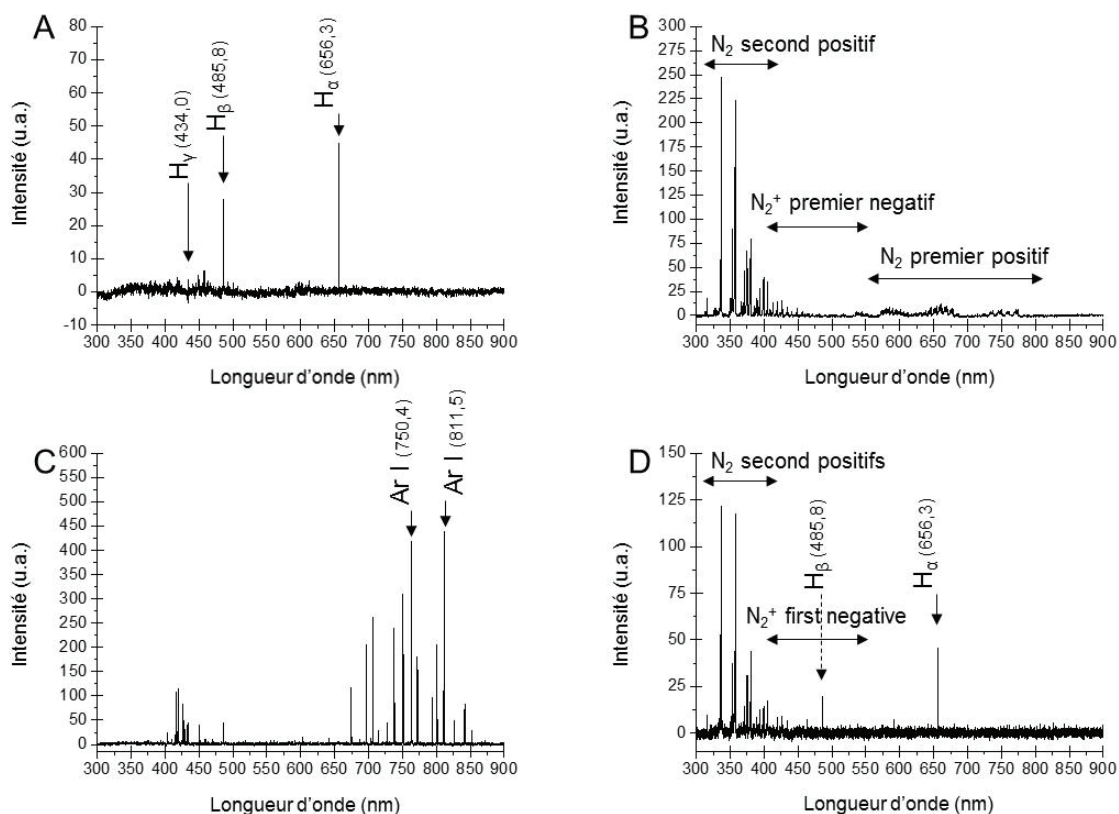 A
Intensité (u.a.)
80
70
60
50
40
30
20
10
0
-10
Hγ (434,0)
Hβ (485,8)
Hα (656,3)
300 350 400 450 500 550 600 650 700 750 800 850 900
Longueur d'onde (nm)
B
Intensité (u.a.)
300
275
250
225
200
175
150
125
100
75
50
25
0
N₂ second positif
N₂⁺ premier negatif
N₂ premier positif
300 350 400 450 500 550 600 650 700 750 800 850 900
Longueur d'onde (nm)
C
Intensité (u.a.)
600
550
500
450
400
350
300
250
200
150
100
50
0
Ar I (750,4)
Ar I (811,5)
300 350 400 450 500 550 600 650 700 750 800 850 900
Longueur d'onde (nm)
D
Intensité (u.a.)
150
125
100
75
50
25
0
N₂ second positifs
Hβ (485,8)
Hα (656,3)
N₂⁺ first negative
300 350 400 450 500 550 600 650 700 750 800 850 900
Longueur d'onde (nm)